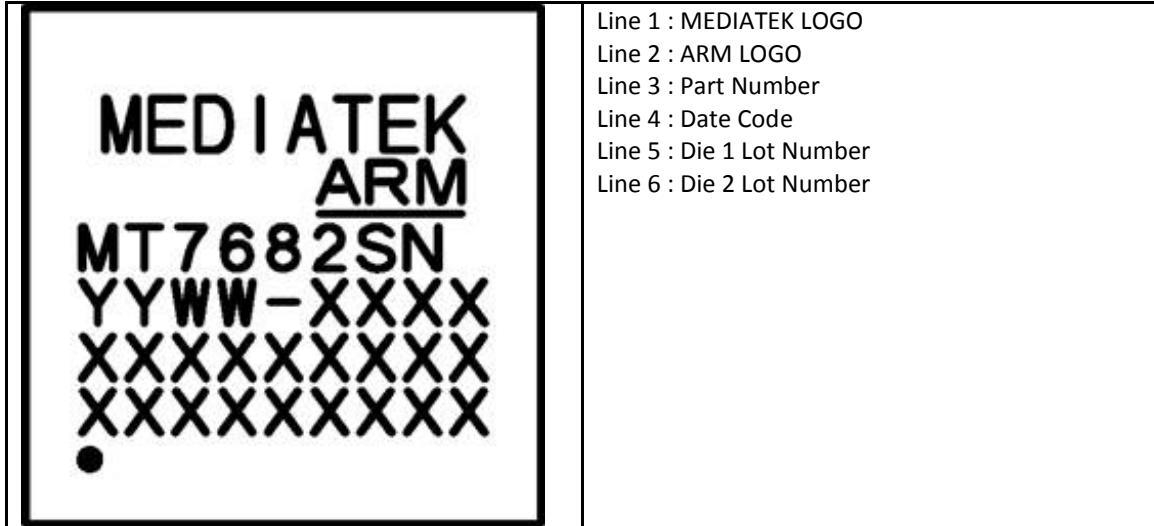 MEDIATEK
ARM
MT7682SN
YYWW-XXXX
XXXXXXXXX
XXXXXXXXX
Line 1 : MEDIATEK LOGO
Line 2 : ARM LOGO
Line 3 : Part Number
Line 4 : Date Code
Line 5 : Die 1 Lot Number
Line 6 : Die 2 Lot Number